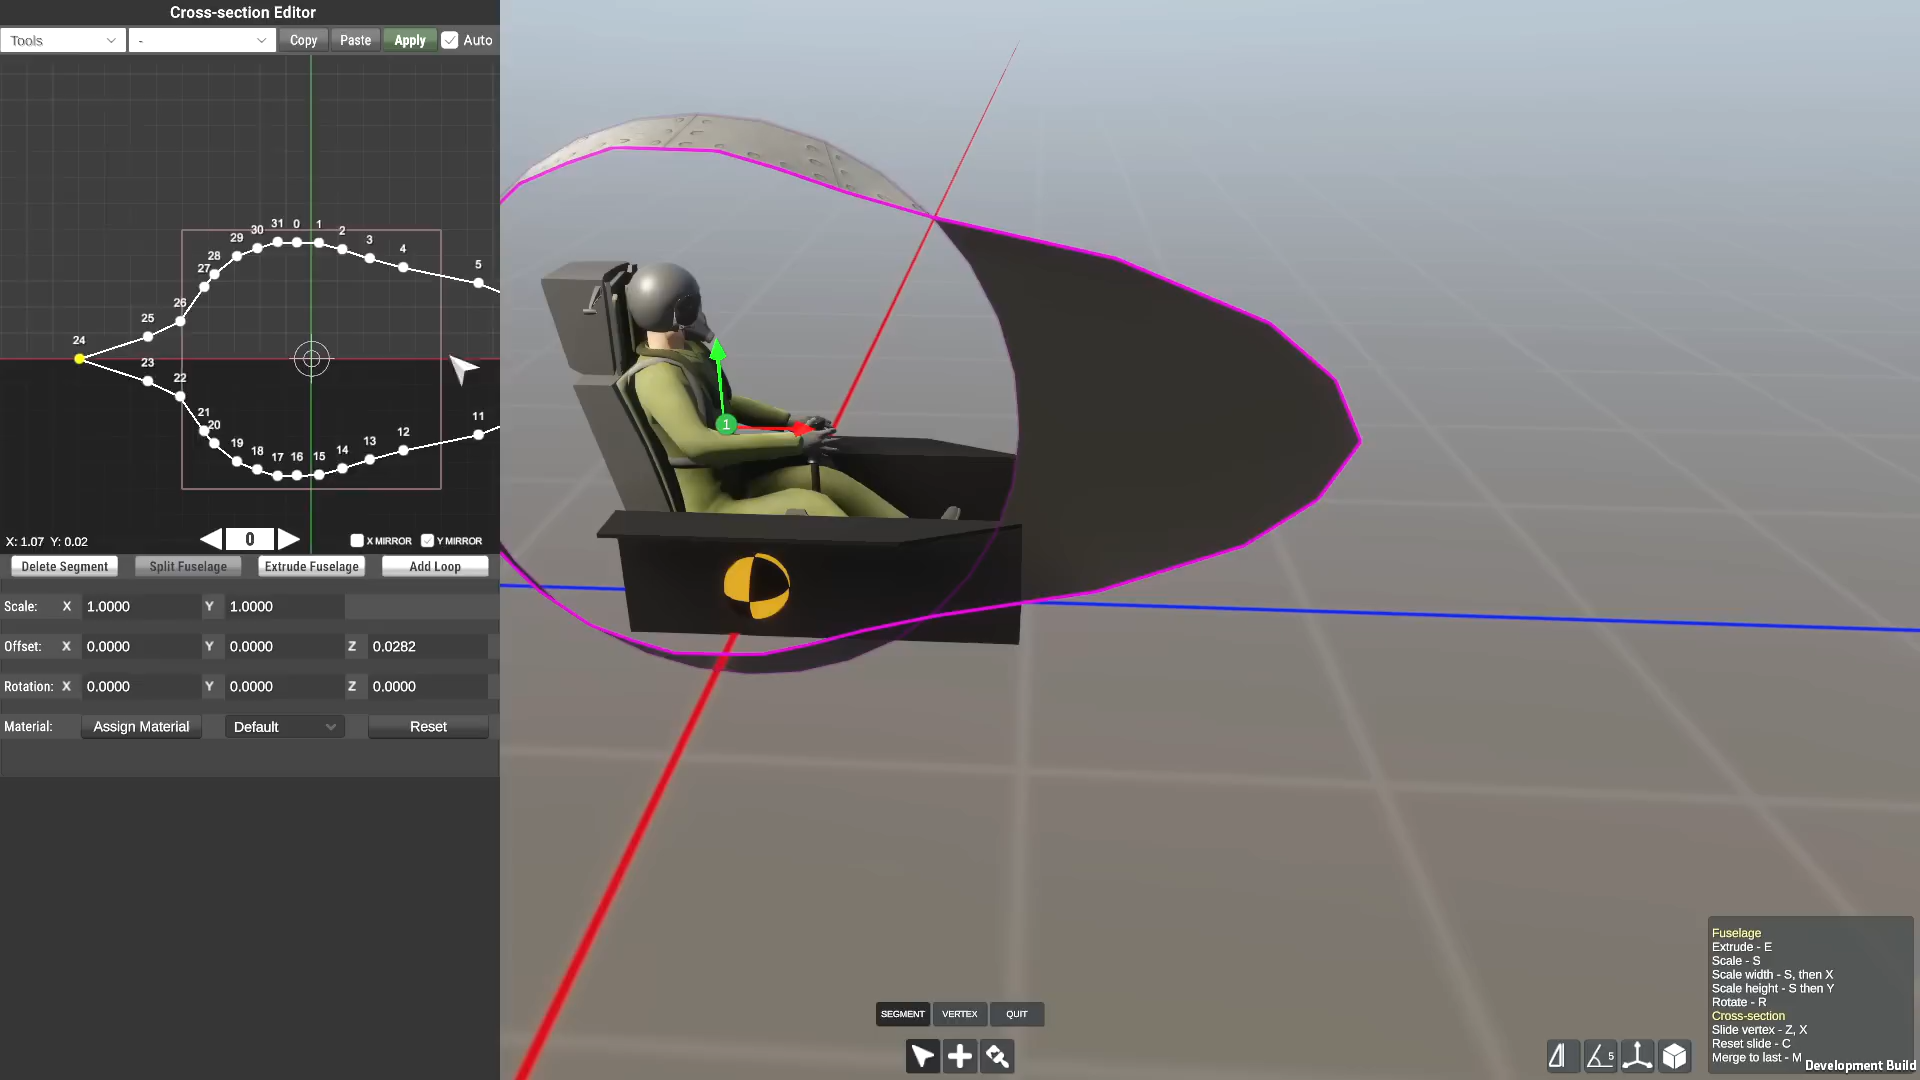 Cross-section Editor
Tools - Copy Paste Apply Auto
31 0 1
30 2
29 3
28 4
27 5
26
25
24
23
22
21
20
19 18 17 16 15 14 13 12 11
X: 1.07 Y: 0.02 0 X MIRROR Y MIRROR
Delete Segment Split Fuselage Extrude Fuselage Add Loop
Scale: X 1.0000 Y 1.0000
Offset: X 0.0000 Y 0.0000 Z 0.0282
Rotation: X 0.0000 Y 0.0000 Z 0.0000
Material: Assign Material Default Reset
1
SEGMENT VERTEX QUIT
5
Fuselage
Extrude - E
Scale - S
Scale width - S, then X
Scale height - S then Y
Rotate - R
Cross-section
Slide vertex - Z, X
Reset slide - C
Merge to last - M
Development Build